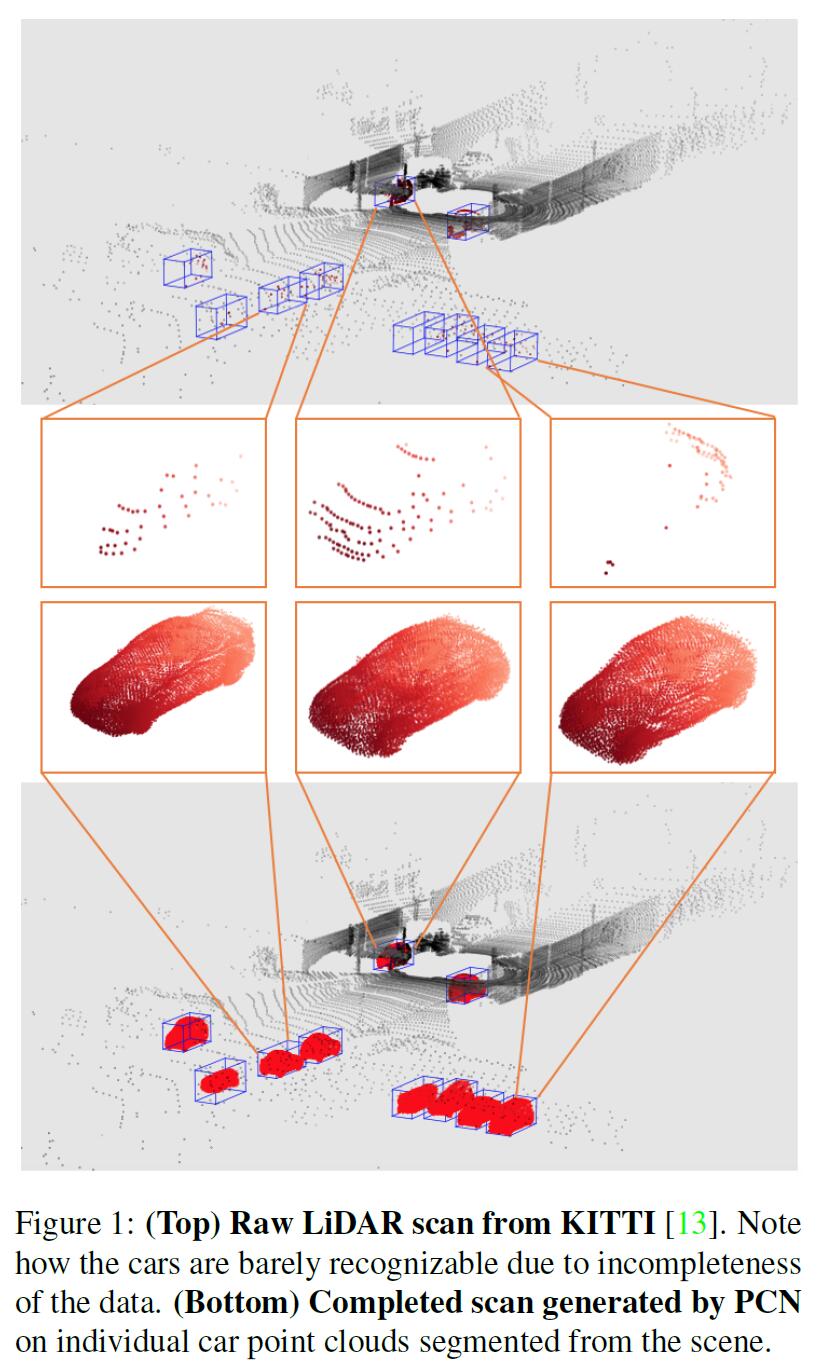 Figure 1: (Top) Raw LiDAR scan from KITTI [13]. Note
how the cars are barely recognizable due to incompleteness
of the data. (Bottom) Completed scan generated by PCN
on individual car point clouds segmented from the scene.